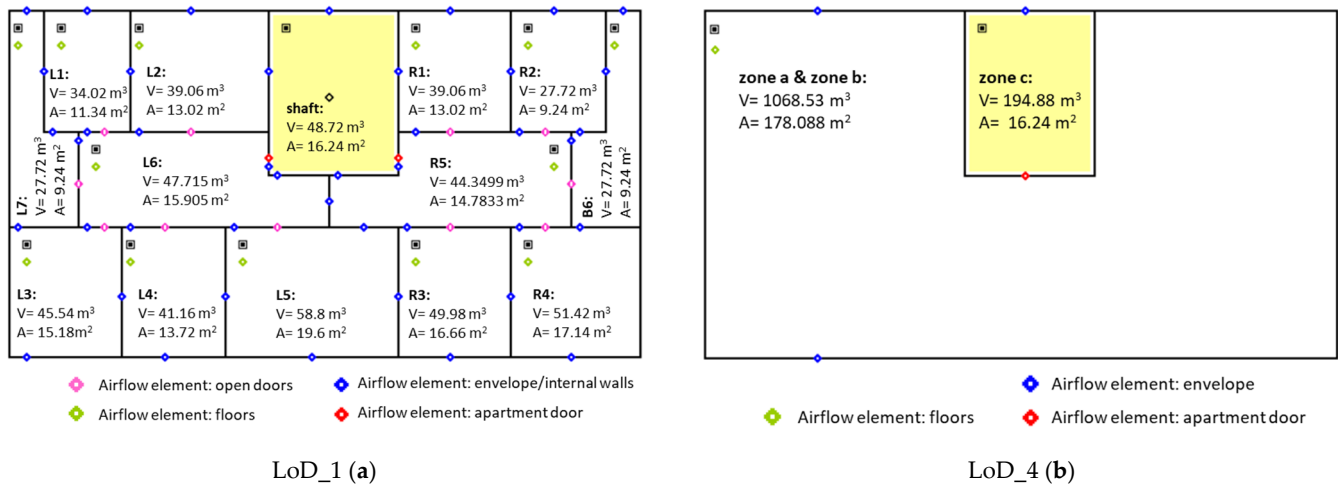 L1:
V= 34.02 m³
A= 11.34 m²
L2:
V= 39.06 m³
A= 13.02 m²
shaft:
V= 48.72 m³
A= 16.24 m²
R1:
V= 39.06 m³
A= 13.02 m²
R2:
V= 27.72 m³
A= 9.24 m²
L7:
V= 27.72 m³
A= 9.24 m²
L6:
V= 47.715 m³
A= 15.905 m²
R5:
V= 44.3499 m³
A= 14.7833 m²
B6:
V= 27.72 m³
A= 9.24 m²
L3:
V= 45.54 m³
A= 15.18m²
L4:
V= 41.16 m³
A= 13.72 m²
L5:
V= 58.8 m³
A= 19.6 m²
R3:
V= 49.98 m³
A= 16.66 m²
R4:
V= 51.42 m³
A= 17.14 m²
Airflow element: open doors
Airflow element: envelope/internal walls
Airflow element: floors
Airflow element: apartment door
LoD_1 (a)
zone a & zone b:
V= 1068.53 m³
A= 178.088 m²
zone c:
V= 194.88 m³
A= 16.24 m²
Airflow element: envelope
Airflow element: floors
Airflow element: apartment door
LoD_4 (b)